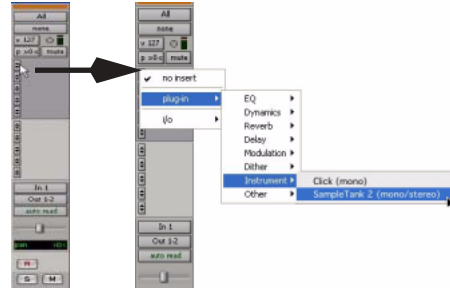 All
none
v 127
p >0< mute
In 1
Out 1-2
auto read
pan >0<
R
S M
All
none
v 127
p >0< mute
no insert
plug-in
i/o
EQ
Dynamics
Reverb
Delay
Modulation
Dither
Instrument
Other
Click (mono)
SampleTank 2 (mono/stereo)
In 1
Out 1-2
auto read